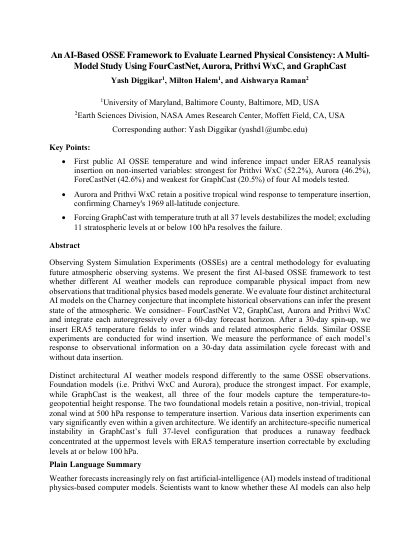 An AI-Based OSSE Framework to Evaluate Learned Physical Consistency: A Multi-
Model Study Using FourCastNet, Aurora, Prithvi WxC, and GraphCast
Yash Diggikar¹, Milton Halem¹, and Aishwarya Raman²
¹University of Maryland, Baltimore County, Baltimore, MD, USA
²Earth Sciences Division, NASA Ames Research Center, Moffett Field, CA, USA
Corresponding author: Yash Diggikar (yashd1@umbc.edu)
Key Points:
• First public AI OSSE temperature and wind inference impact under ERA5 reanalysis
insertion on non-inserted variables: strongest for Prithvi WxC (52.2%), Aurora (46.2%),
ForeCastNet (42.6%) and weakest for GraphCast (20.5%) of four AI models tested.
• Aurora and Prithvi WxC retain a positive tropical wind response to temperature insertion,
confirming Charney's 1969 all-latitude conjecture.
• Forcing GraphCast with temperature truth at all 37 levels destabilizes the model; excluding
11 stratospheric levels at or below 100 hPa resolves the failure.
Abstract
Observing System Simulation Experiments (OSSEs) are a central methodology for evaluating
future atmospheric observing systems. We present the first AI-based OSSE framework to test
whether different AI weather models can reproduce comparable physical impact from new
observations that traditional physics based models generate. We evaluate four distinct architectural
AI models on the Charney conjecture that incomplete historical observations can infer the present
state of the atmosphere. We consider– FourCastNet V2, GraphCast, Aurora and Prithvi WxC
and integrate each autoregressively over a 60-day forecast horizon. After a 30-day spin-up, we
insert ERA5 temperature fields to infer winds and related atmospheric fields. Similar OSSE
experiments are conducted for wind insertion. We measure the performance of each model's
response to observational information on a 30-day data assimilation cycle forecast with and
without data insertion.
Distinct architectural AI models respond differently to the same OSSE observations.
Foundation models (i.e. Prithvi WxC and Aurora), produce the strongest impact. For example,
while GraphCast is the weakest, all three of the four models capture the temperature-to-
geopotential height response. The two foundational models retain a positive, non-trivial, tropical
zonal wind at 500 hPa response to temperature insertion. Various data insertion experiments can
vary significantly even within a given architecture. We identify an architecture-specific numerical
instability in GraphCast's full 37-level configuration that produces a runaway feedback
concentrated at the uppermost levels with ERA5 temperature insertion correctable by excluding
levels at or below 100 hPa.
Plain Language Summary
Weather forecasts increasingly rely on fast artificial-intelligence (AI) models instead of traditional
physics-based computer models. Scientists want to know whether these AI models can also help